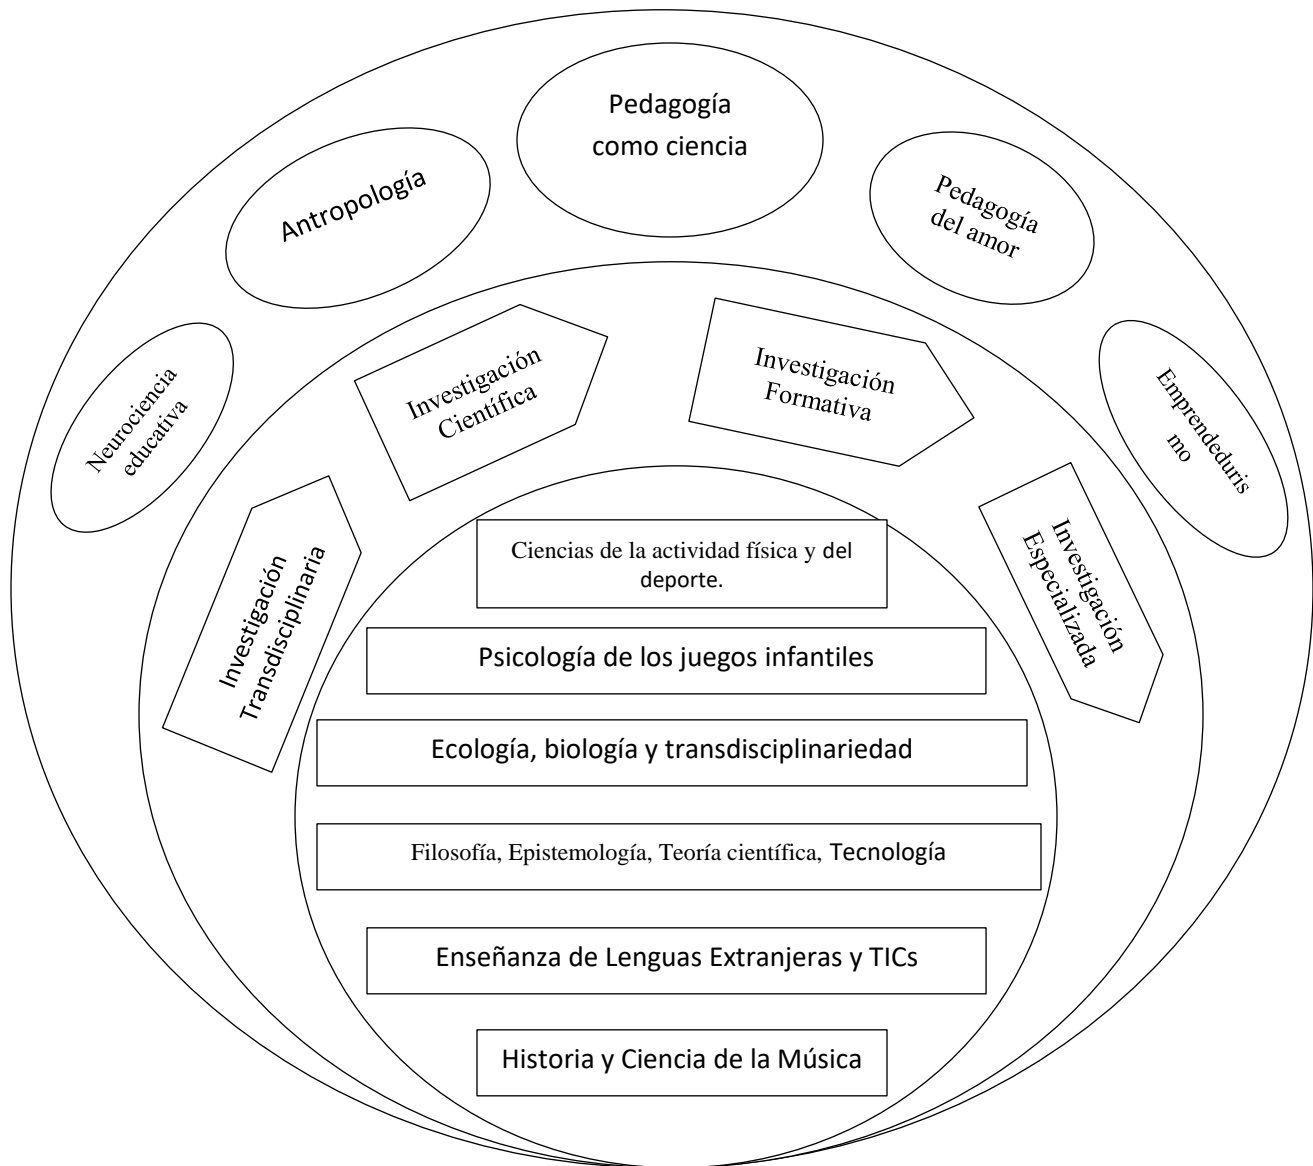 Pedagogía
como ciencia
Antropología
Pedagogía
del amor
Neurociencia
educativa
Emprendeduris
mo
Investigación
Científica
Investigación
Formativa
Investigación
Transdisciplinaria
Investigación
Especializada
Ciencias de la actividad física y del
deporte.
Psicología de los juegos infantiles
Ecología, biología y transdisciplinariedad
Filosofía, Epistemología, Teoría científica, Tecnología
Enseñanza de Lenguas Extranjeras y TICs
Historia y Ciencia de la Música